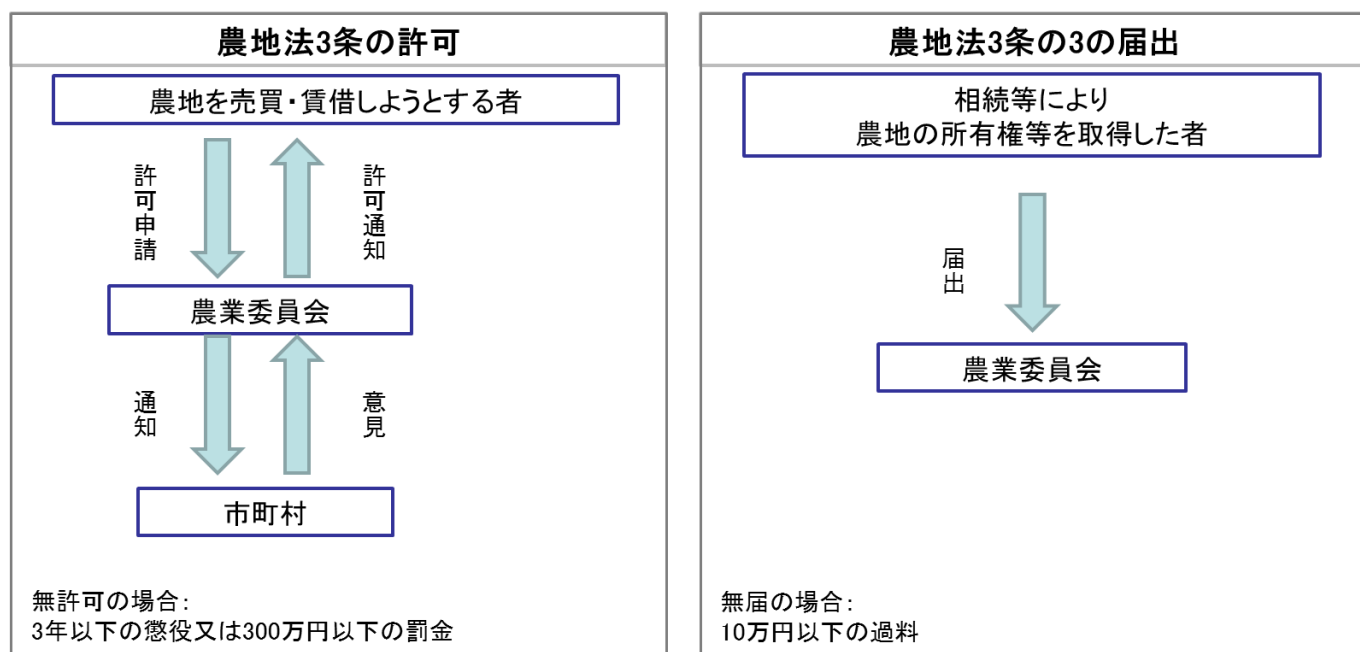 農地法3条の許可
農地を売買・賃借しようとする者
許可申請
許可通知
農業委員会
通知
意見
市町村
無許可の場合：
3年以下の懲役又は300万円以下の罰金
農地法3条の3の届出
相続等により
農地の所有権等を取得した者
届出
農業委員会
無届の場合：
10万円以下の過料